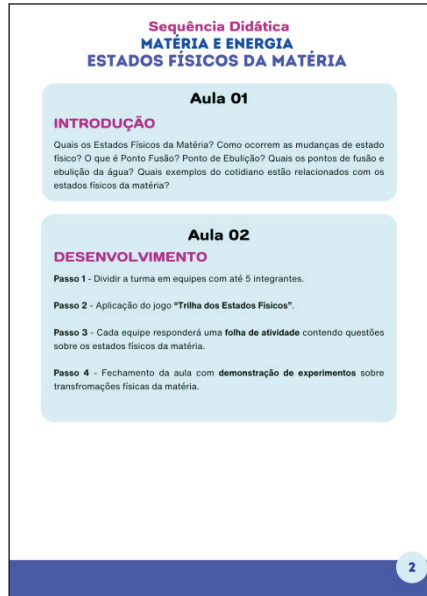 Sequência Didática
MATÉRIA E ENERGIA
ESTADOS FÍSICOS DA MATÉRIA
Aula 01
INTRODUÇÃO
Quais os Estados Físicos da Matéria? Como ocorrem as mudanças de estado
físico? O que é Ponto Fusão? Ponto de Ebulição? Quais os pontos de fusão e
ebulição da água? Quais exemplos do cotidiano estão relacionados com os
estados físicos da matéria?
Aula 02
DESENVOLVIMENTO
Passo 1 - Dividir a turma em equipes com até 5 integrantes.
Passo 2 - Aplicação do jogo “Trilha dos Estados Físicos”.
Passo 3 - Cada equipe responderá uma folha de atividade contendo questões
sobre os estados físicos da matéria.
Passo 4 - Fechamento da aula com demonstração de experimentos sobre
transfromações físicas da matéria.
2